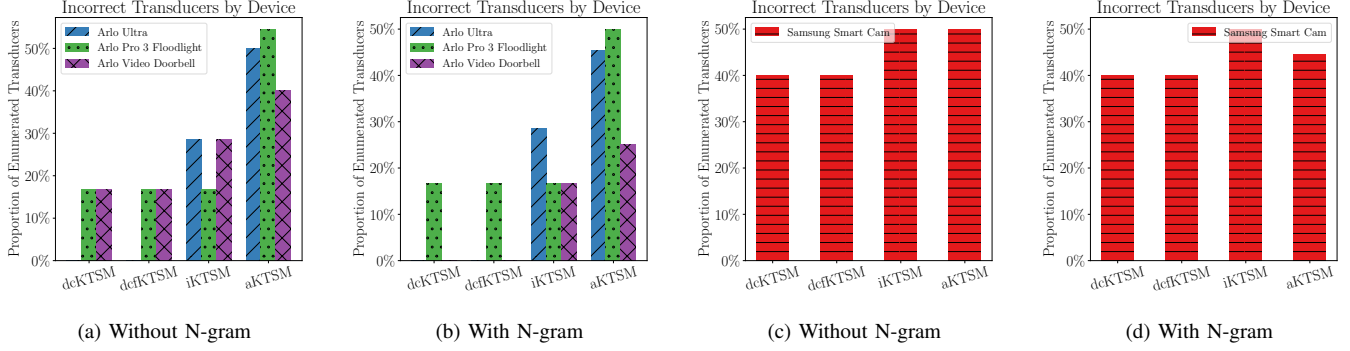 Incorrect Transducers by Device
Proportion of Enumerated Transducers
50%
40%
30%
20%
10%
0%
Arlo Ultra
Arlo Pro 3 Floodlight
Arlo Video Doorbell
dcKTSM
dcfKTSM
iKTSM
aKTSM
(a) Without N-gram
Incorrect Transducers by Device
Proportion of Enumerated Transducers
50%
40%
30%
20%
10%
0%
Arlo Ultra
Arlo Pro 3 Floodlight
Arlo Video Doorbell
dcKTSM
dcfKTSM
iKTSM
aKTSM
(b) With N-gram
Incorrect Transducers by Device
Proportion of Enumerated Transducers
50%
40%
30%
20%
10%
0%
Samsung Smart Cam
dcKTSM
dcfKTSM
iKTSM
aKTSM
(c) Without N-gram
Incorrect Transducers by Device
Proportion of Enumerated Transducers
50%
40%
30%
20%
10%
0%
Samsung Smart Cam
dcKTSM
dcfKTSM
iKTSM
aKTSM
(d) With N-gram